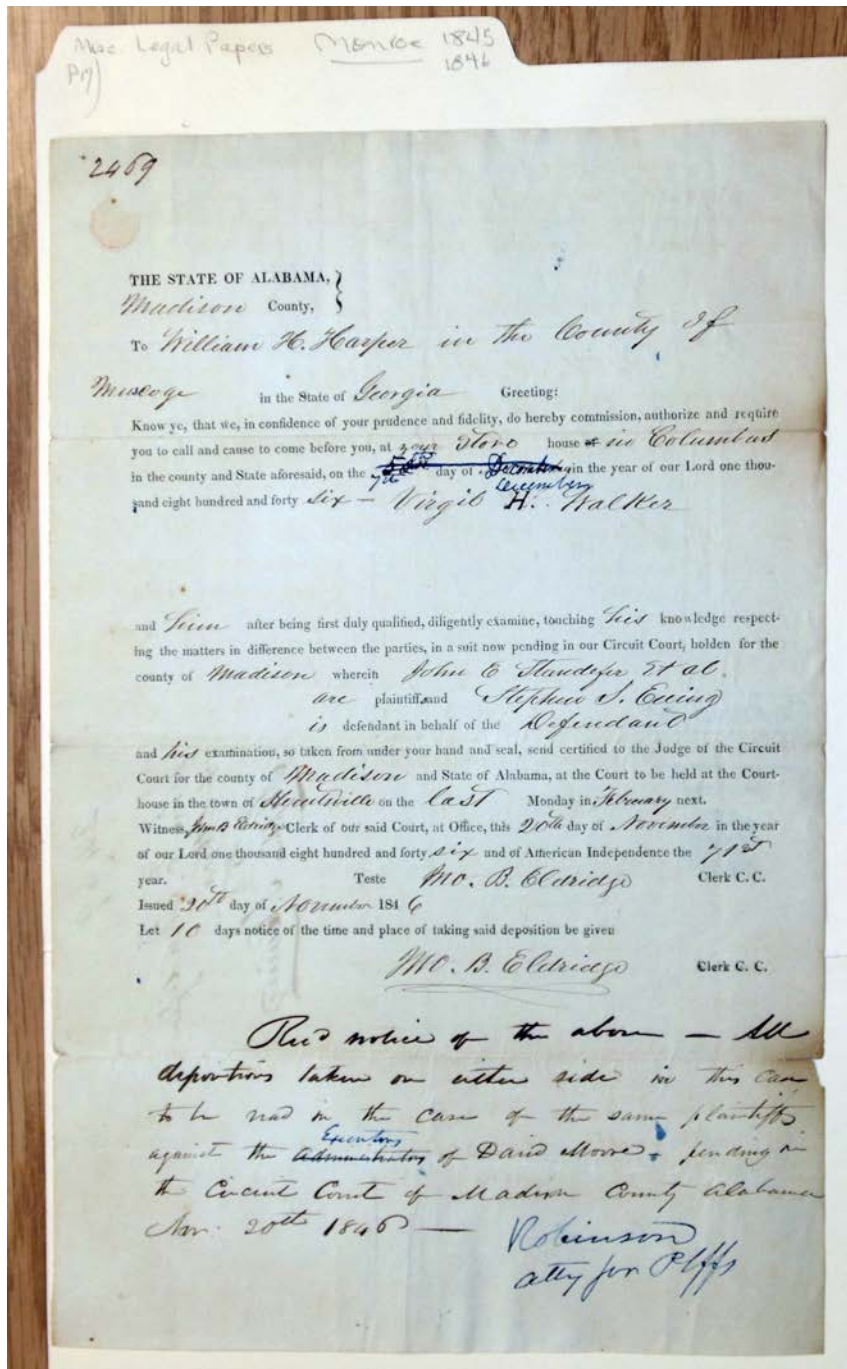 Misc Legal Papers Monroe 1845
1846
2469
THE STATE OF ALABAMA,
Madison County,
To William H. Harper in the County of
Muscoge in the State of Georgia Greeting:
Know ye, that we, in confidence of your prudence and fidelity, do hereby commission, authorize and require
you to call and cause to come before you, at your Store house or in Columbus
in the county and State aforesaid, on the 7th day of December in the year of our Lord one thou-
December
sand eight hundred and forty six – Virgil H. Walker
and him after being first duly qualified, diligently examine, touching his knowledge respect-
ing the matters in difference between the parties, in a suit now pending in our Circuit Court, holden for the
county of Madison wherein John E Standefer et al.
are plaintiffs and Stephen S. Ewing
is defendant in behalf of the Defendant
and his examination, so taken from under your hand and seal, send certified to the Judge of the Circuit
Court for the county of Madison and State of Alabama, at the Court to be held at the Court-
house in the town of Huntsville on the last Monday in February next.
Witness, Jno. B Eldridge Clerk of our said Court, at Office, this 20th day of November in the year
of our Lord one thousand eight hundred and forty six and of American Independence the 71st
year. Teste Jno. B. Eldridge Clerk C. C.
Issued 20th day of November 1846
Let 10 days notice of the time and place of taking said deposition be given
Jno. B. Eldridge Clerk C. C.
Recd notice of the above — All
depositions taken on either side in this case
to be read in the case of the same plaintiffs
Executors
against the administrators of David Moore. pending in
the Circuit Court of Madison County Alabama
Nov. 20th 1846 — Robinson
atty for Plffs